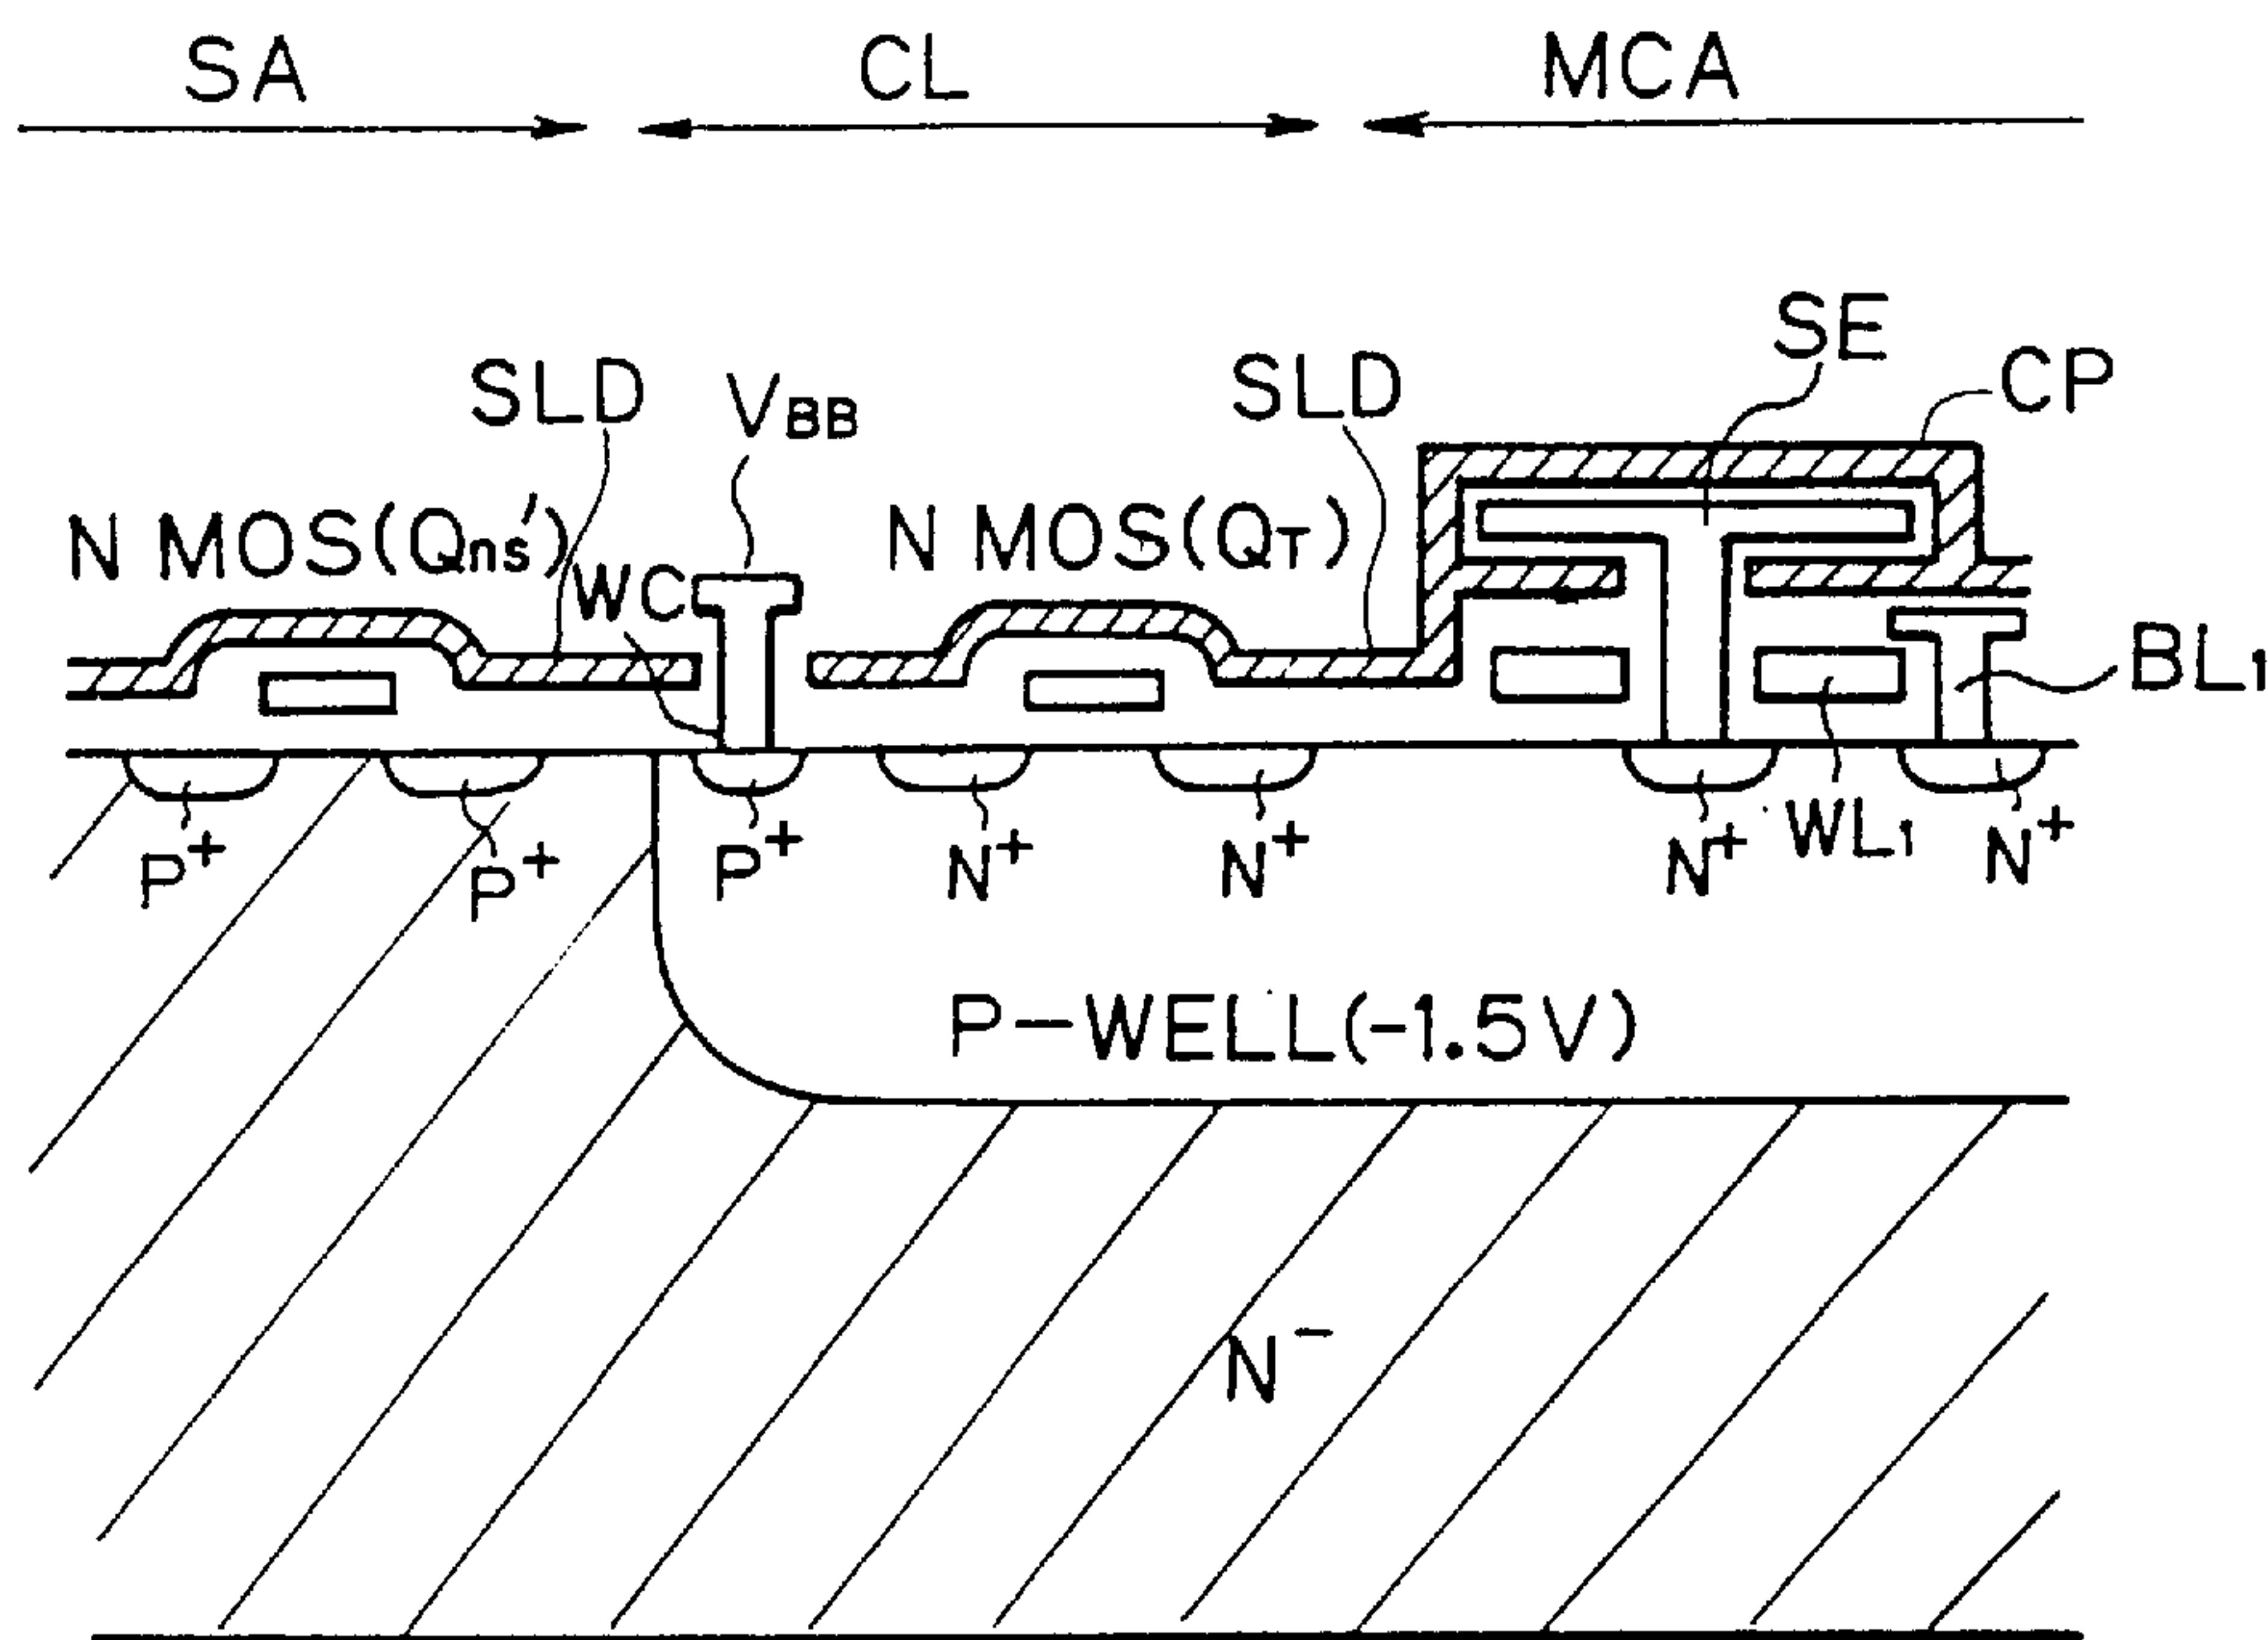 SA CL MCA
SE
SLD VBB SLD CP
N MOS(Qns') N MOS(QT)
WC
BL1
P+ P+ P+ N+ N+ N+ WL1 N+
P-WELL(-1.5V)
N-